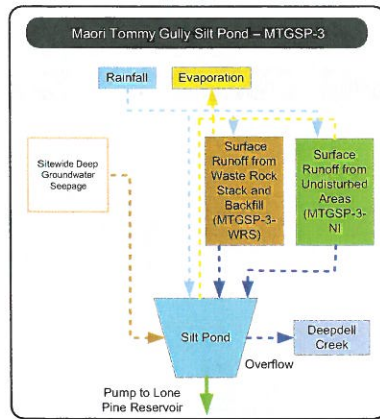 Maori Tommy Gully Silt Pond – MTGSP-3
Rainfall
Evaporation
Sitewide Deep
Groundwater
Seepage
Surface
Runoff from
Waste Rock
Stack and
Backfill
(MTGSP-3-
WRS)
Surface
Runoff from
Undisturbed
Areas
(MTGSP-3-
NI
Silt Pond
Deepdell
Creek
Overflow
Pump to Lone
Pine Reservoir